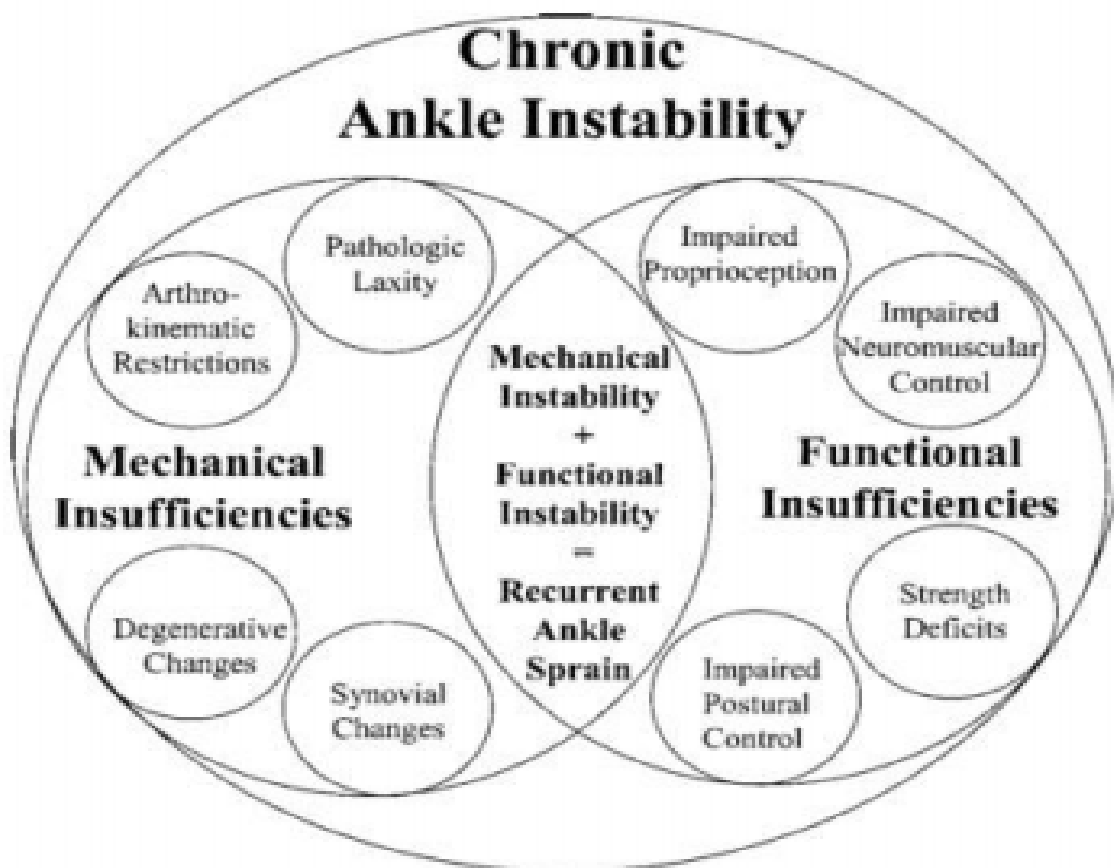 Chronic
Ankle Instability
Pathologic
Laxity
Arthro-
kinematic
Restrictions
Mechanical
Insufficiencies
Degenerative
Changes
Synovial
Changes
Mechanical
Instability
+
Functional
Instability
=
Recurrent
Ankle
Sprain
Impaired
Proprioception
Impaired
Neuromuscular
Control
Functional
Insufficiencies
Strength
Deficits
Impaired
Postural
Control